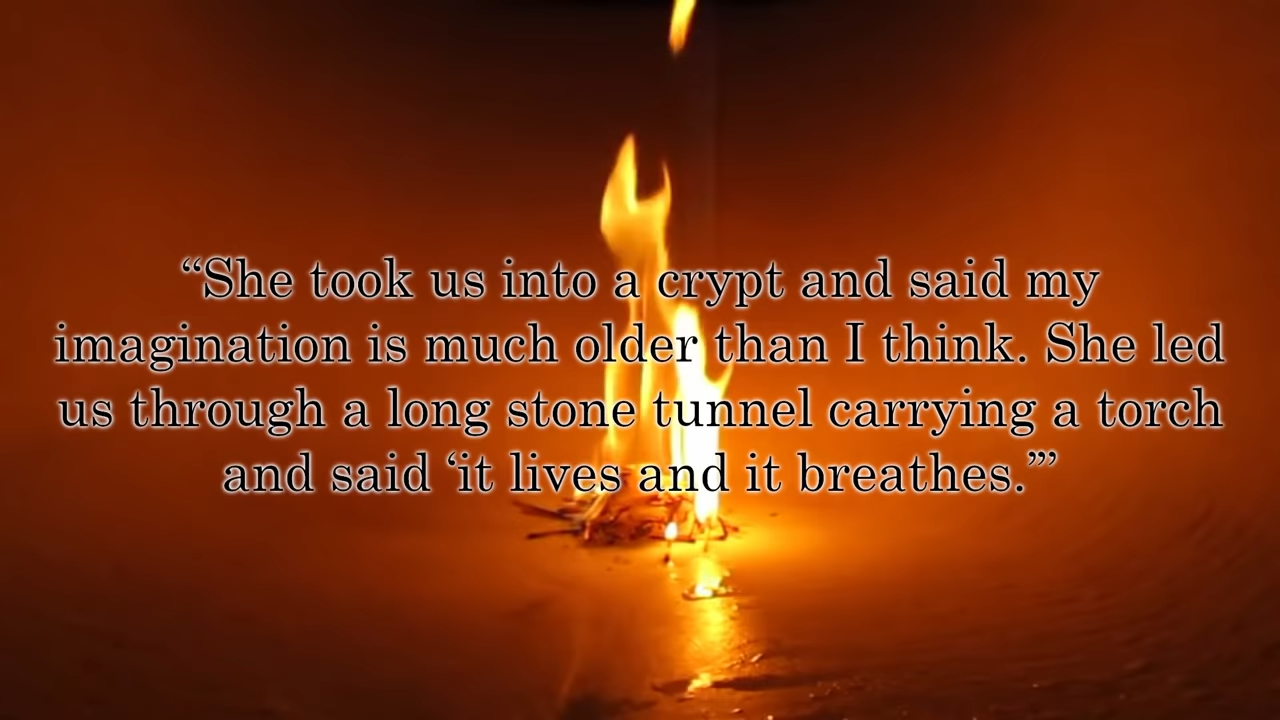 “She took us into a crypt and said my
imagination is much older than I think. She led
us through a long stone tunnel carrying a torch
and said ‘it lives and it breathes.”’